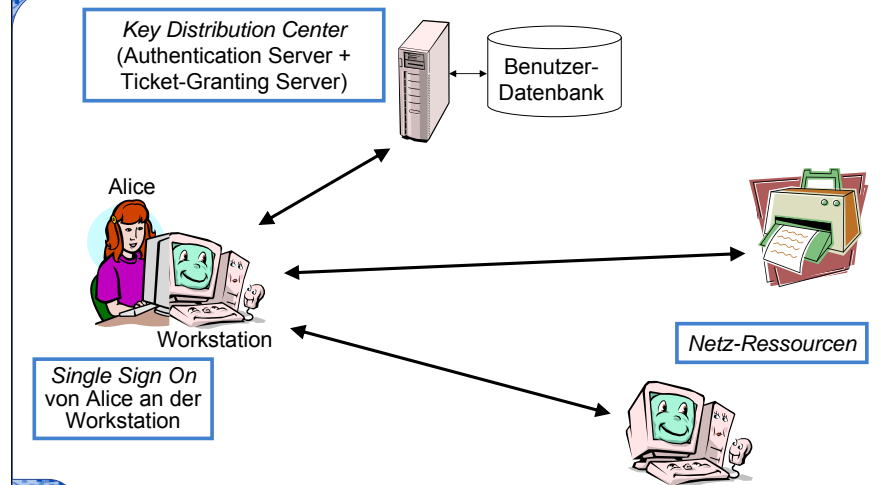 Key Distribution Center
(Authentication Server +
Ticket-Granting Server)
Benutzer-
Datenbank
Alice
Workstation
Single Sign On
von Alice an der
Workstation
Netz-Ressourcen